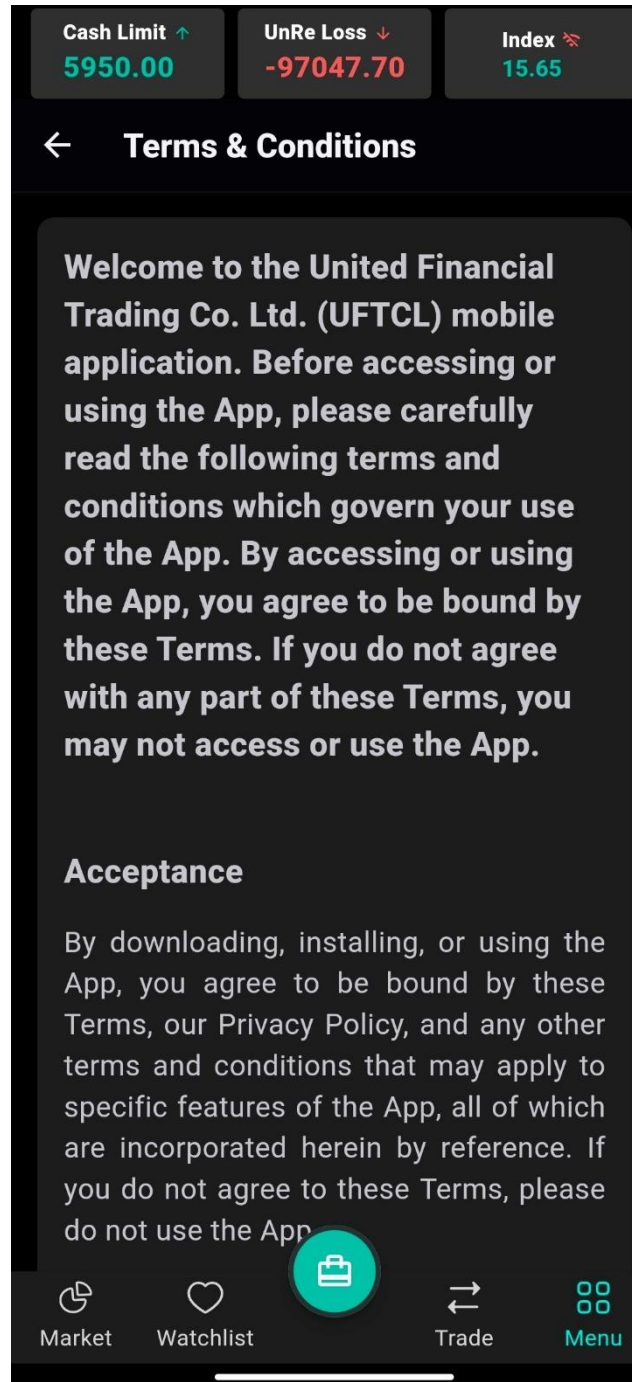 Cash Limit ↑
5950.00
UnRe Loss ↓
-97047.70
Index
15.65
Terms & Conditions
Welcome to the United Financial
Trading Co. Ltd. (UFTCL) mobile
application. Before accessing or
using the App, please carefully
read the following terms and
conditions which govern your use
of the App. By accessing or using
the App, you agree to be bound by
these Terms. If you do not agree
with any part of these Terms, you
may not access or use the App.
Acceptance
By downloading, installing, or using the
App, you agree to be bound by these
Terms, our Privacy Policy, and any other
terms and conditions that may apply to
specific features of the App, all of which
are incorporated herein by reference. If
you do not agree to these Terms, please
do not use the App
Market
Watchlist
Trade
Menu